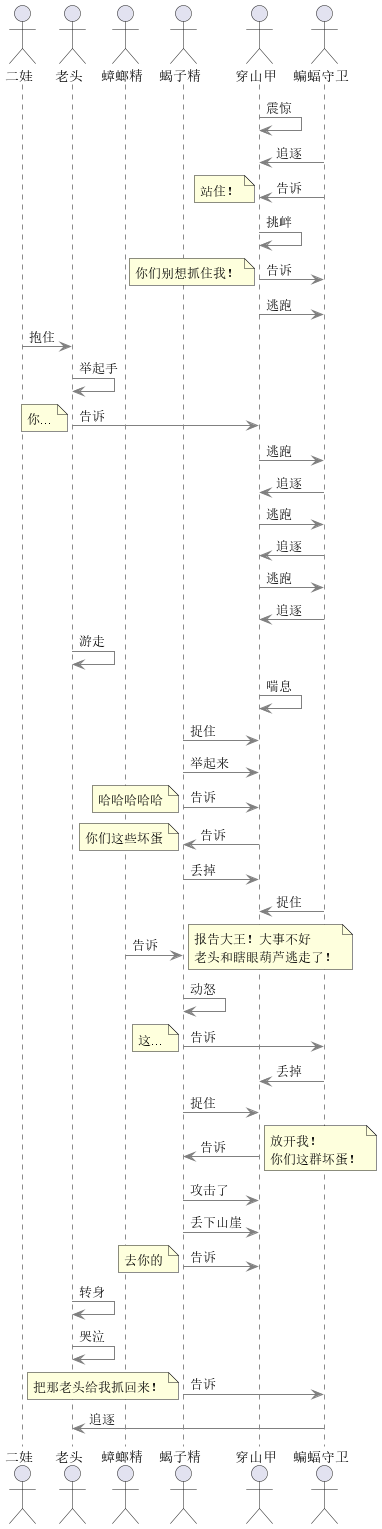 二娃 老头 蟑螂精 蝎子精 穿山甲 蝙蝠守卫
震惊
追逐
站住！ 告诉
挑衅
你们别想抓住我！ 告诉
逃跑
抱住
举起手
你... 告诉
逃跑
追逐
逃跑
追逐
逃跑
追逐
游走
喘息
捉住
举起来
哈哈哈哈哈 告诉
你们这些坏蛋 告诉
丢掉
捉住
告诉 报告大王！大事不好
老头和瞎眼葫芦逃走了！
动怒
这... 告诉
丢掉
捉住
告诉 放开我！
你们这群坏蛋！
攻击了
丢下山崖
去你的 告诉
转身
哭泣
把那老头给我抓回来！ 告诉
追逐
二娃 老头 蟑螂精 蝎子精 穿山甲 蝙蝠守卫